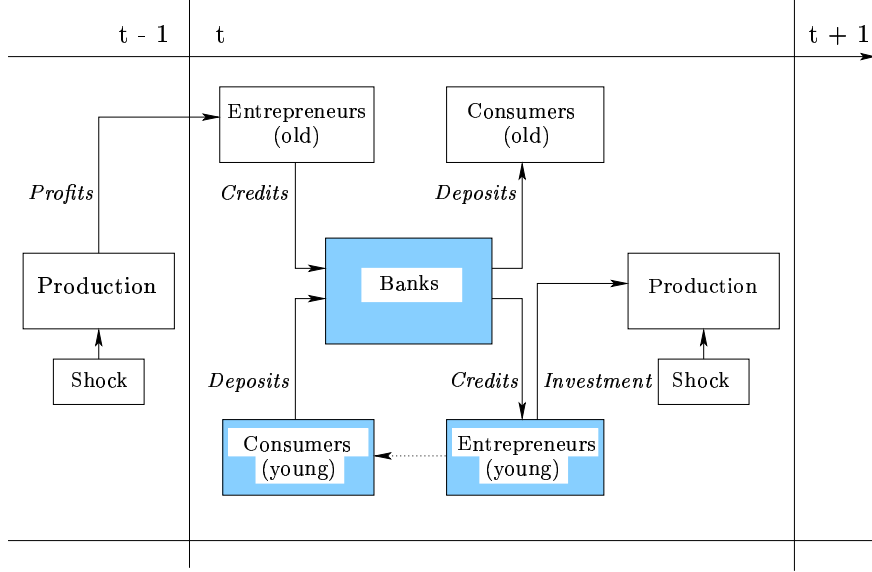 t - 1
t
t + 1
Entrepreneurs
(old)
Consumers
(old)
Profits
Credits
Deposits
Production
Banks
Production
Shock
Deposits
Credits
Investment
Shock
Consumers
(young)
Entrepreneurs
(young)